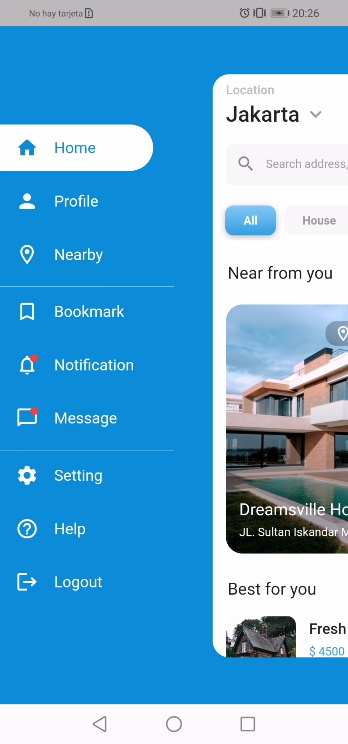 No hay tarjeta
20:26
Home
Profile
Nearby
Bookmark
Notification
Message
Setting
Help
Logout
Location
Jakarta
Search address,
All
House
Near from you
Dreamsville Ho
JL. Sultan Iskandar M
Best for you
Fresh
$ 4500